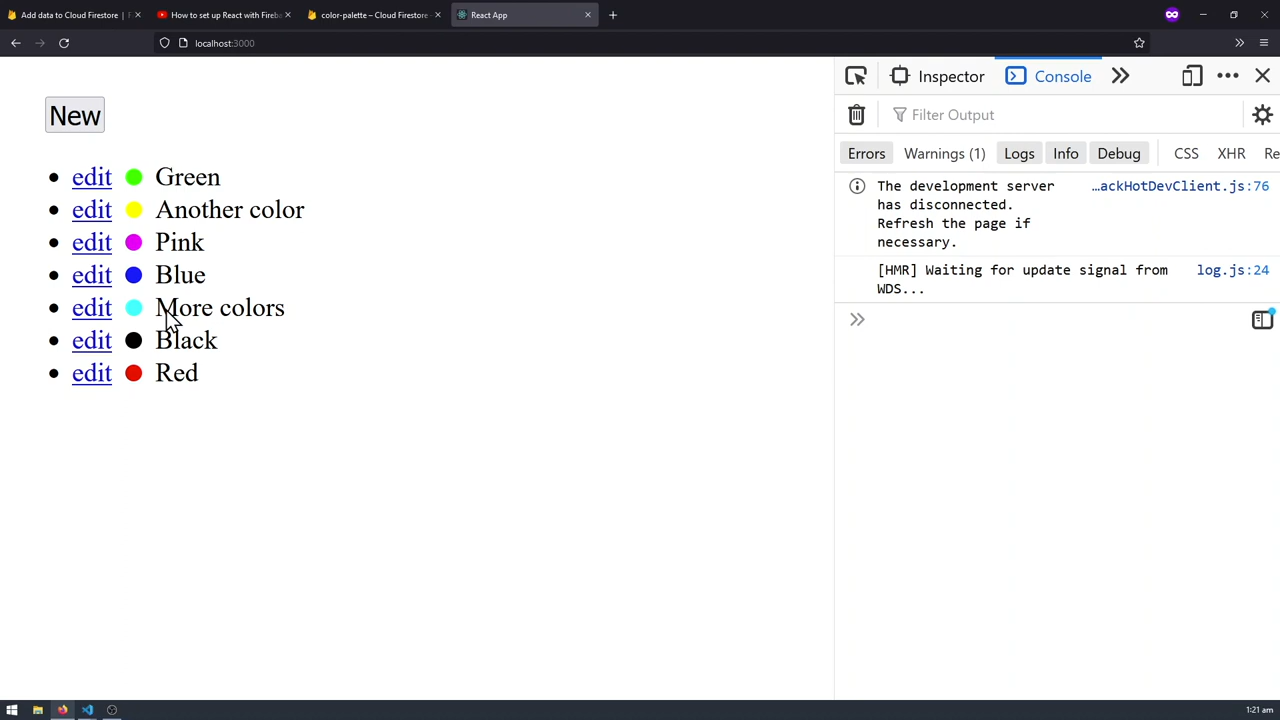 Add data to Cloud Firestore | F
How to set up React with Fireba
color-palette – Cloud Firestore
React App
localhost:3000
New
edit Green
edit Another color
edit Pink
edit Blue
edit More colors
edit Black
edit Red
Inspector
Console
Filter Output
Errors
Warnings (1)
Logs
Info
Debug
CSS
XHR
Re
The development server …ackHotDevClient.js:76
has disconnected.
Refresh the page if
necessary.
[HMR] Waiting for update signal from log.js:24
WDS...
1:21 am